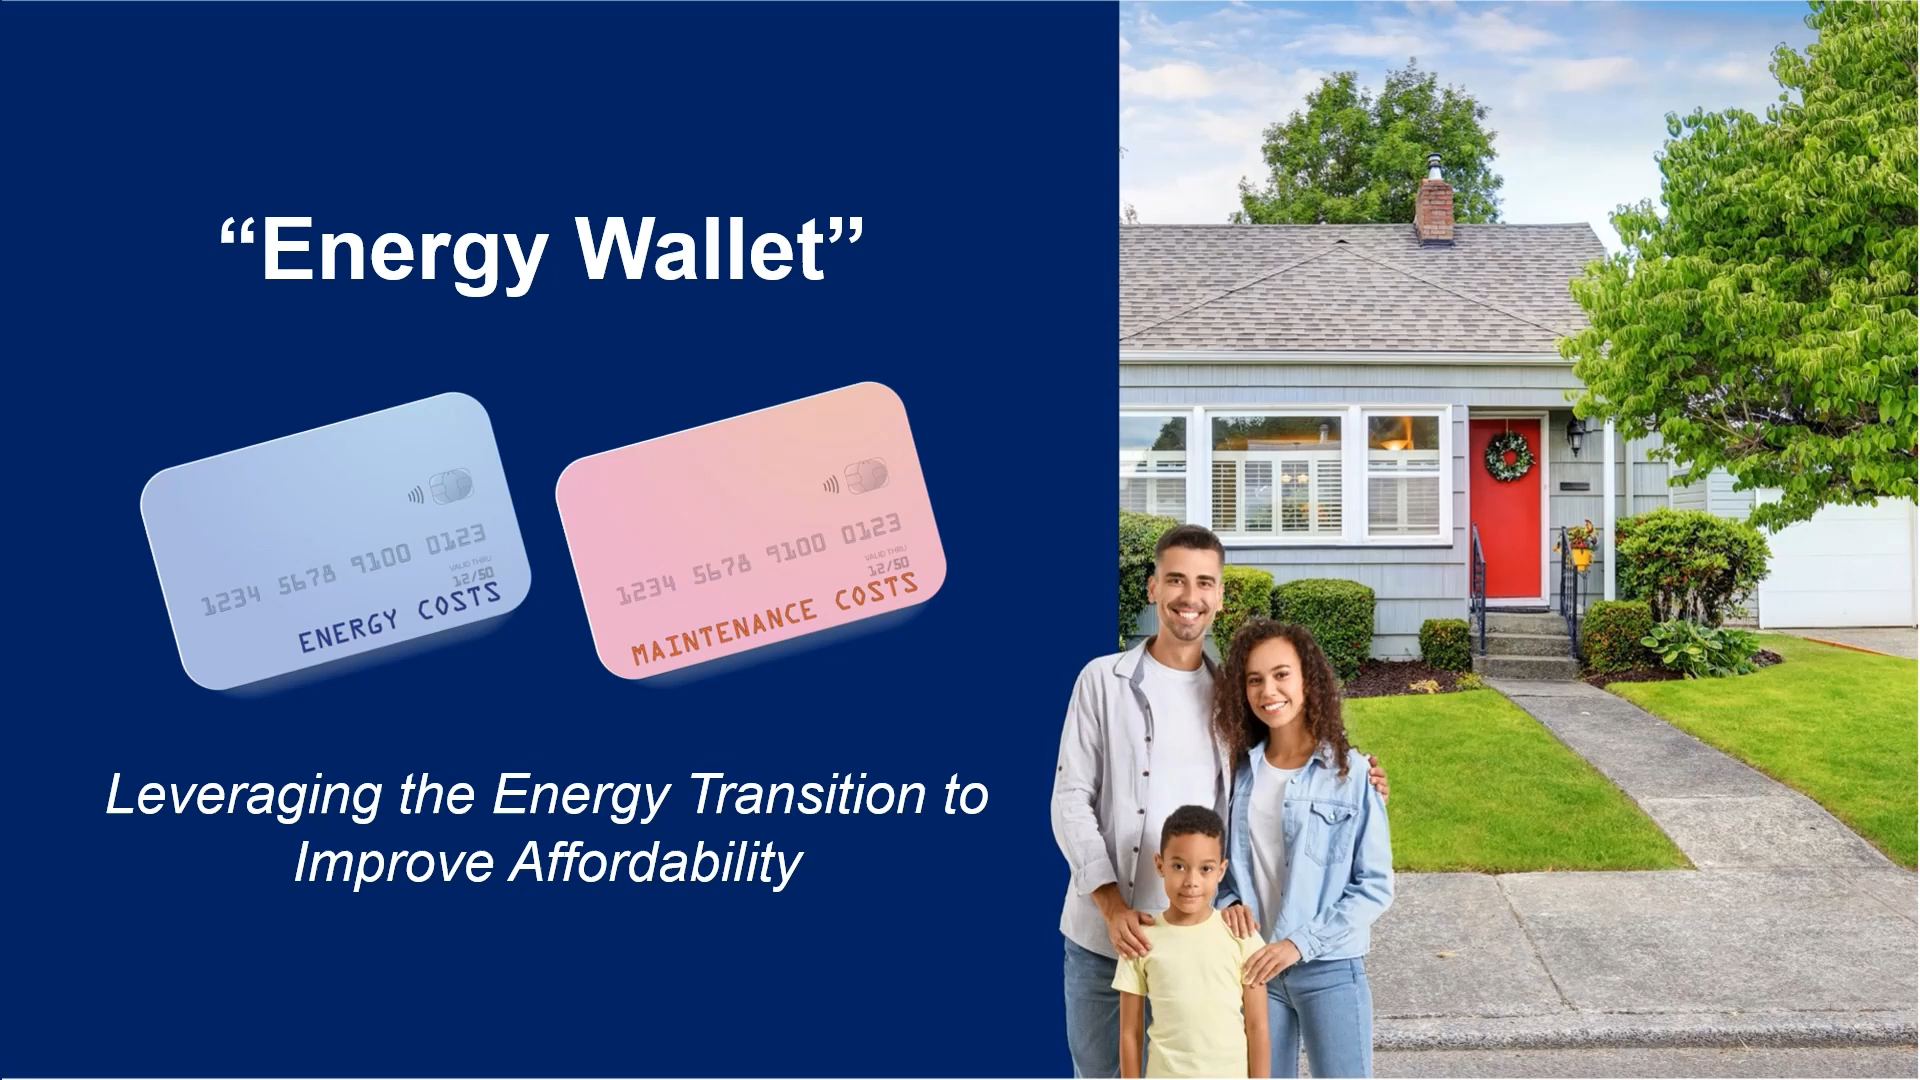 “Energy Wallet”
1234 5678 9100 0123
VALID THRU
12/50
ENERGY COSTS
1234 5678 9100 0123
VALID THRU
12/50
MAINTENANCE COSTS
Leveraging the Energy Transition to
Improve Affordability